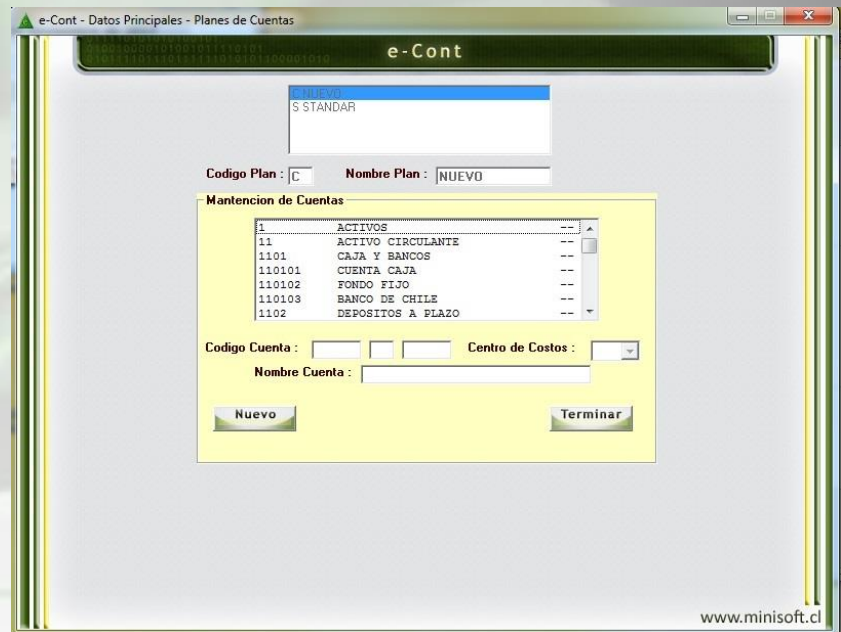 e-Cont - Datos Principales - Planes de Cuentas
e-Cont
C NUEVO
S STANDAR
Codigo Plan : C Nombre Plan : NUEVO
Mantencion de Cuentas
1 ACTIVOS --
11 ACTIVO CIRCULANTE --
1101 CAJA Y BANCOS --
110101 CUENTA CAJA --
110102 FONDO FIJO --
110103 BANCO DE CHILE --
1102 DEPOSITOS A PLAZO --
Codigo Cuenta : Centro de Costos :
Nombre Cuenta :
Nuevo Terminar
www.minisoft.cl